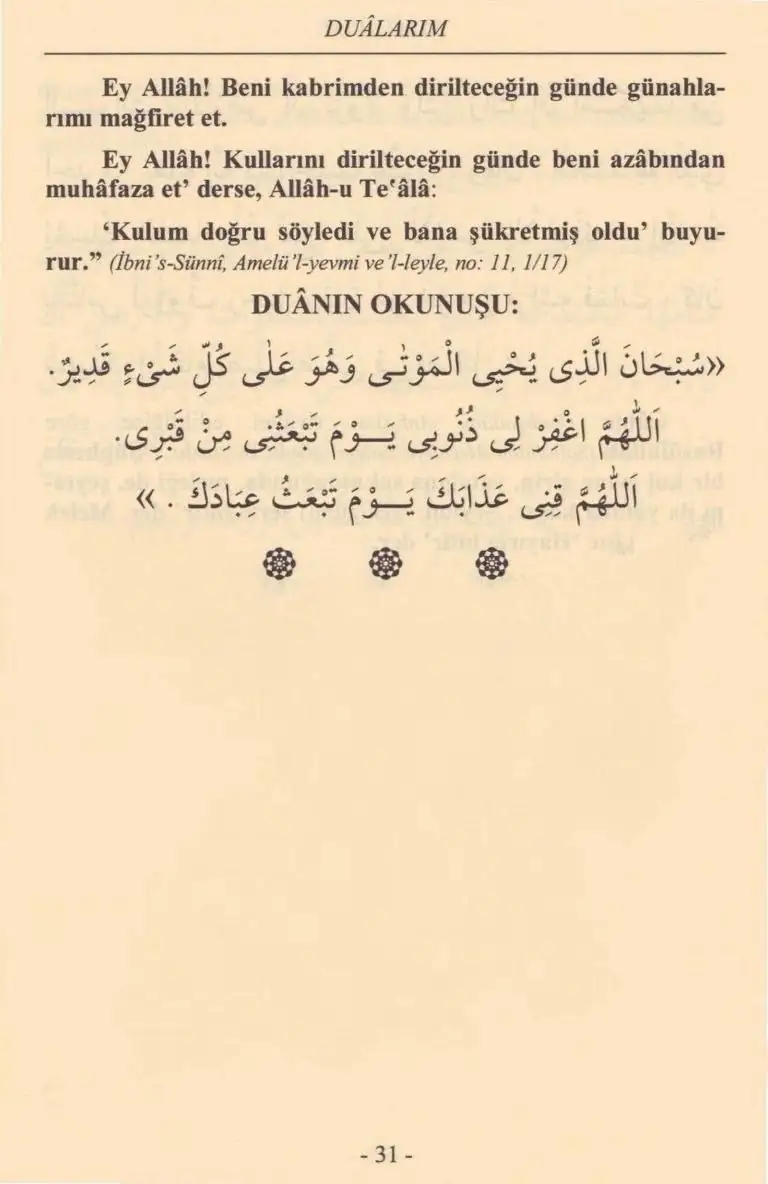 DUÂLARIM
Ey Allâh! Beni kabrimden dirilteceğin günde günahla-
rımı mağfiret et.
Ey Allâh! Kullarını dirilteceğin günde beni azâbından
muhâfaza et’ derse, Allâh-u Te‘âlâ:
‘Kulum doğru söyledi ve bana şükretmiş oldu’ buyu-
rur.” (İbni’s-Sünnî, Amelü’l-yevmi ve’l-leyle, no: 11, 1/17)
DUÂNIN OKUNUŞU:
«سُبْحَانَ الَّذِى يُحْيِى الْمَوْتٰى وَهُوَ عَلٰى كُلِّ شَىْءٍ قَدِيرٌ.
اَللّٰهُمَّ اغْفِرْ لِى ذُنُوبِى يَـــوْمَ تَبْعَثُنِى مِنْ قَبْرِى.
اَللّٰهُمَّ قِنِى عَذَابَكَ يَـــوْمَ تَبْعَثُ عِبَادَكَ . »
- 31 -